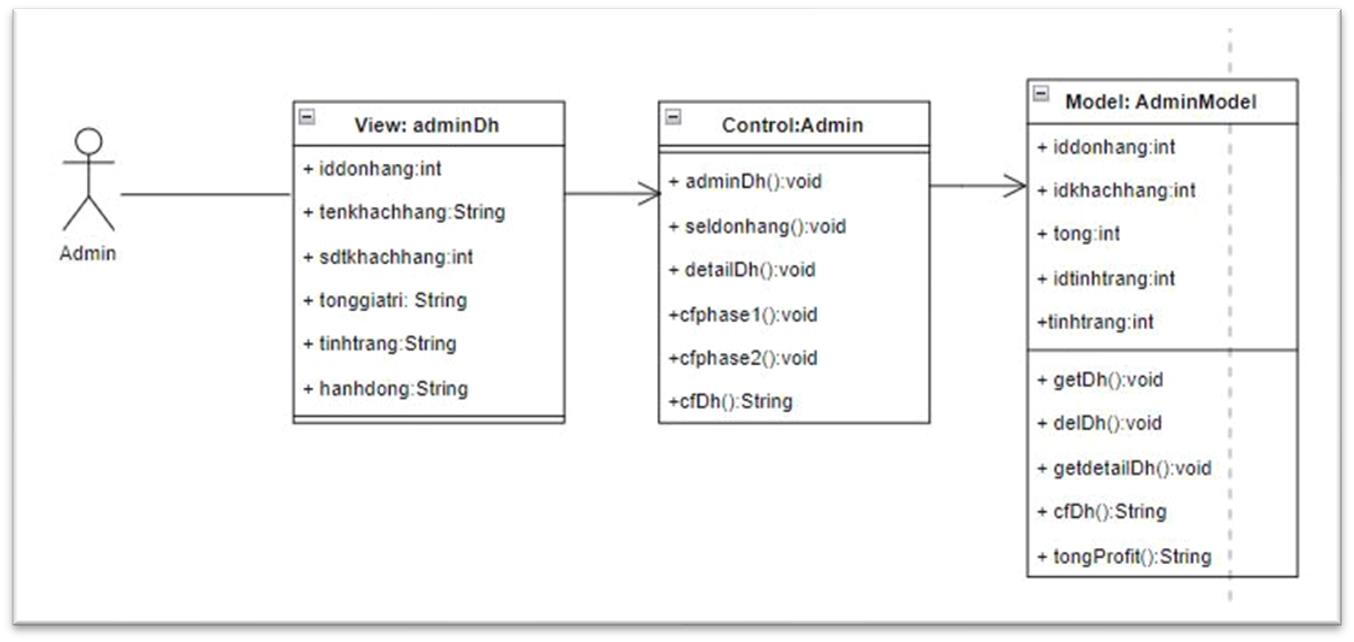 Admin
View: adminDh
+ iddonhang:int
+ tenkhachhang:String
+ sdtkhachhang:int
+ tonggiatri: String
+ tinhtrang:String
+ hanhdong:String
Control:Admin
+ adminDh():void
+ seldonhang():void
+ detailDh():void
+cfphase1():void
+cfphase2():void
+cfDh():String
Model: AdminModel
+ iddonhang:int
+ idkhachhang:int
+ tong:int
+ idtinhtrang:int
+tinhtrang:int
+ getDh():void
+ delDh():void
+ getdetailDh():void
+ cfDh():String
+ tongProfit():String